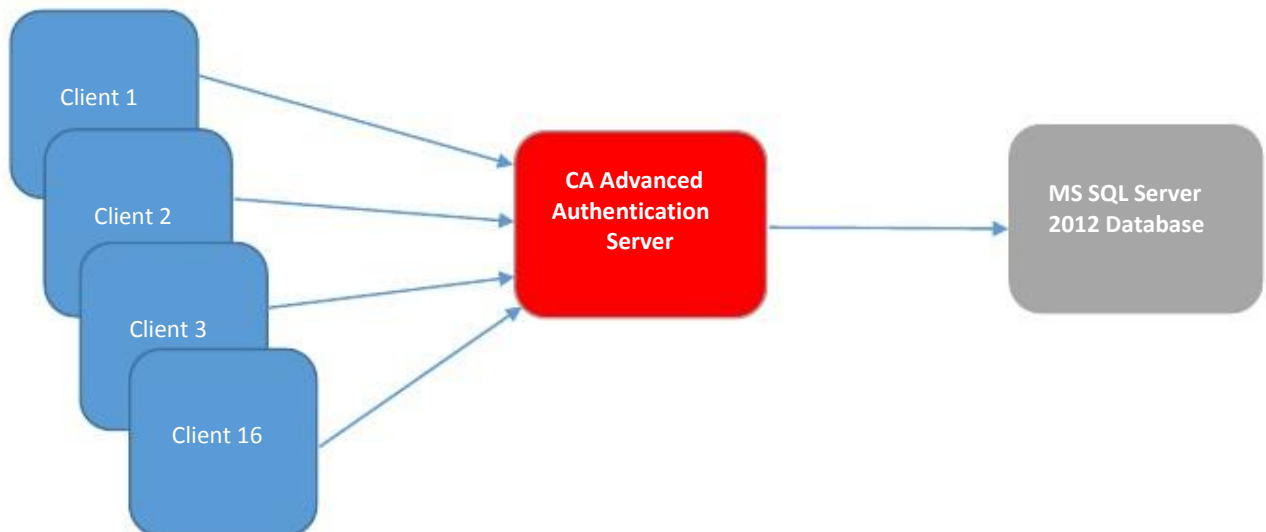 Client 1
Client 2
Client 3
Client 16
CA Advanced
Authentication
Server
MS SQL Server
2012 Database